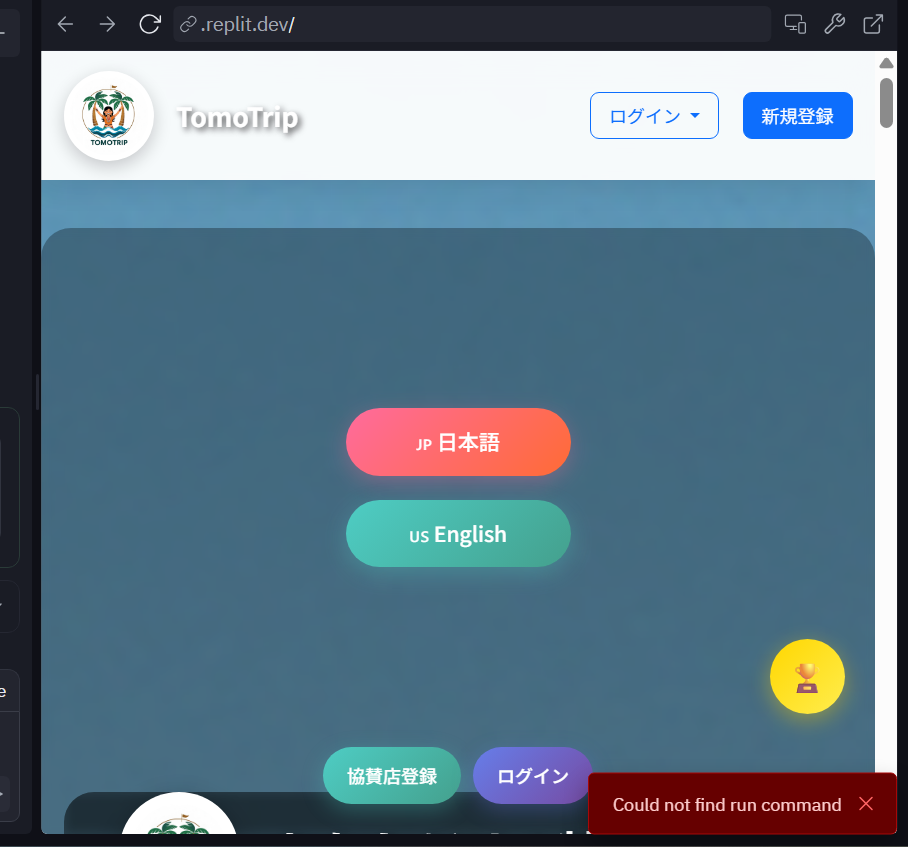 .replit.dev/
TOMOTRIP
TomoTrip
ログイン
新規登録
JP 日本語
US English
協賛店登録
ログイン
Could not find run command